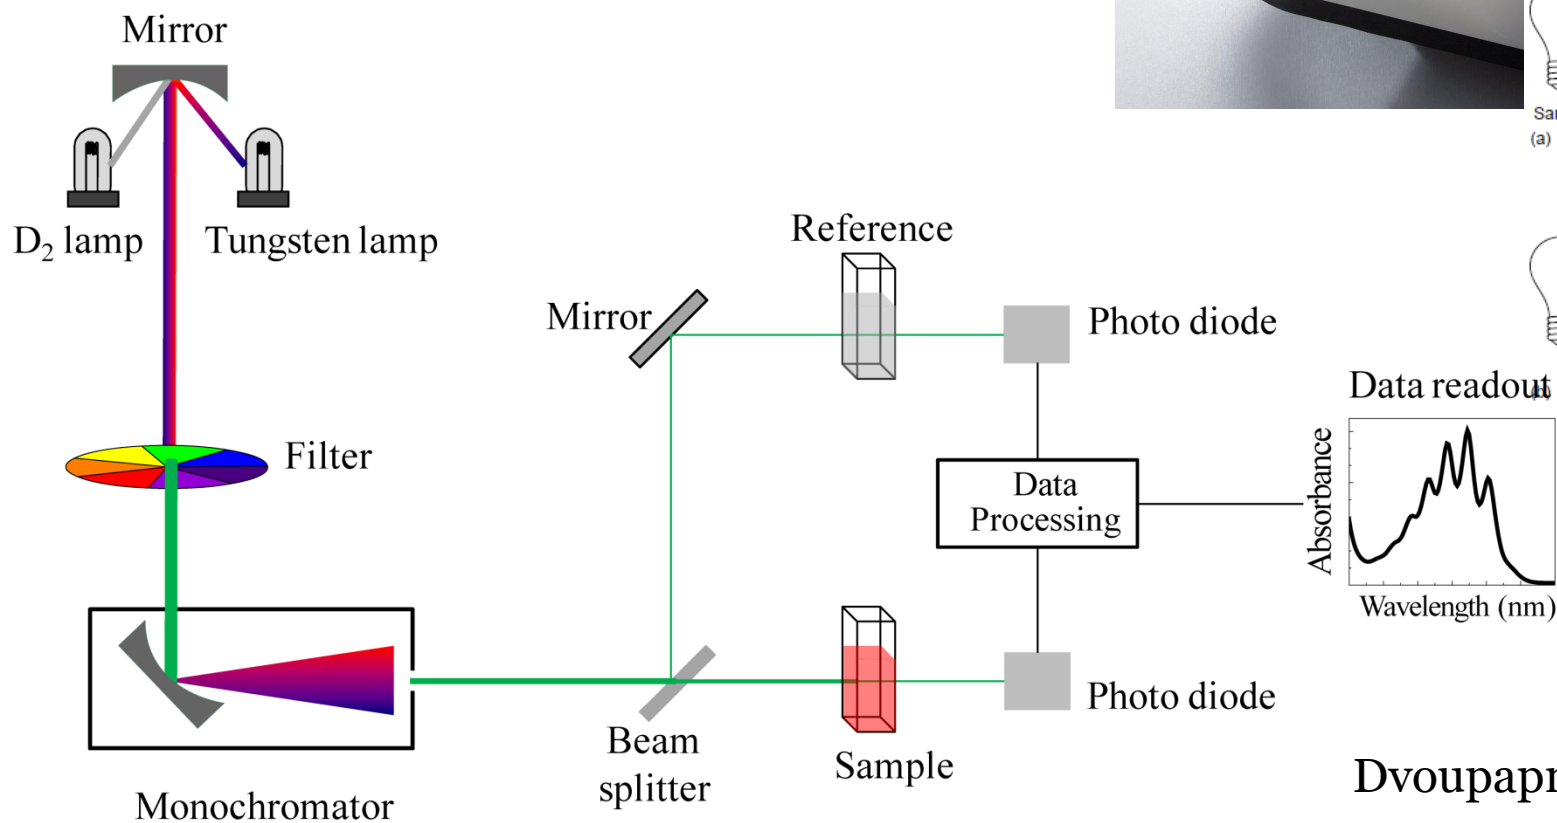 Mirror
(a)
D₂ lamp
Tungsten lamp
Reference
Mirror
Photo diode
Data readout
Filter
Absorbance
Data
Processing
Wavelength (nm)
Beam
splitter
Sample
Photo diode
Monochromator